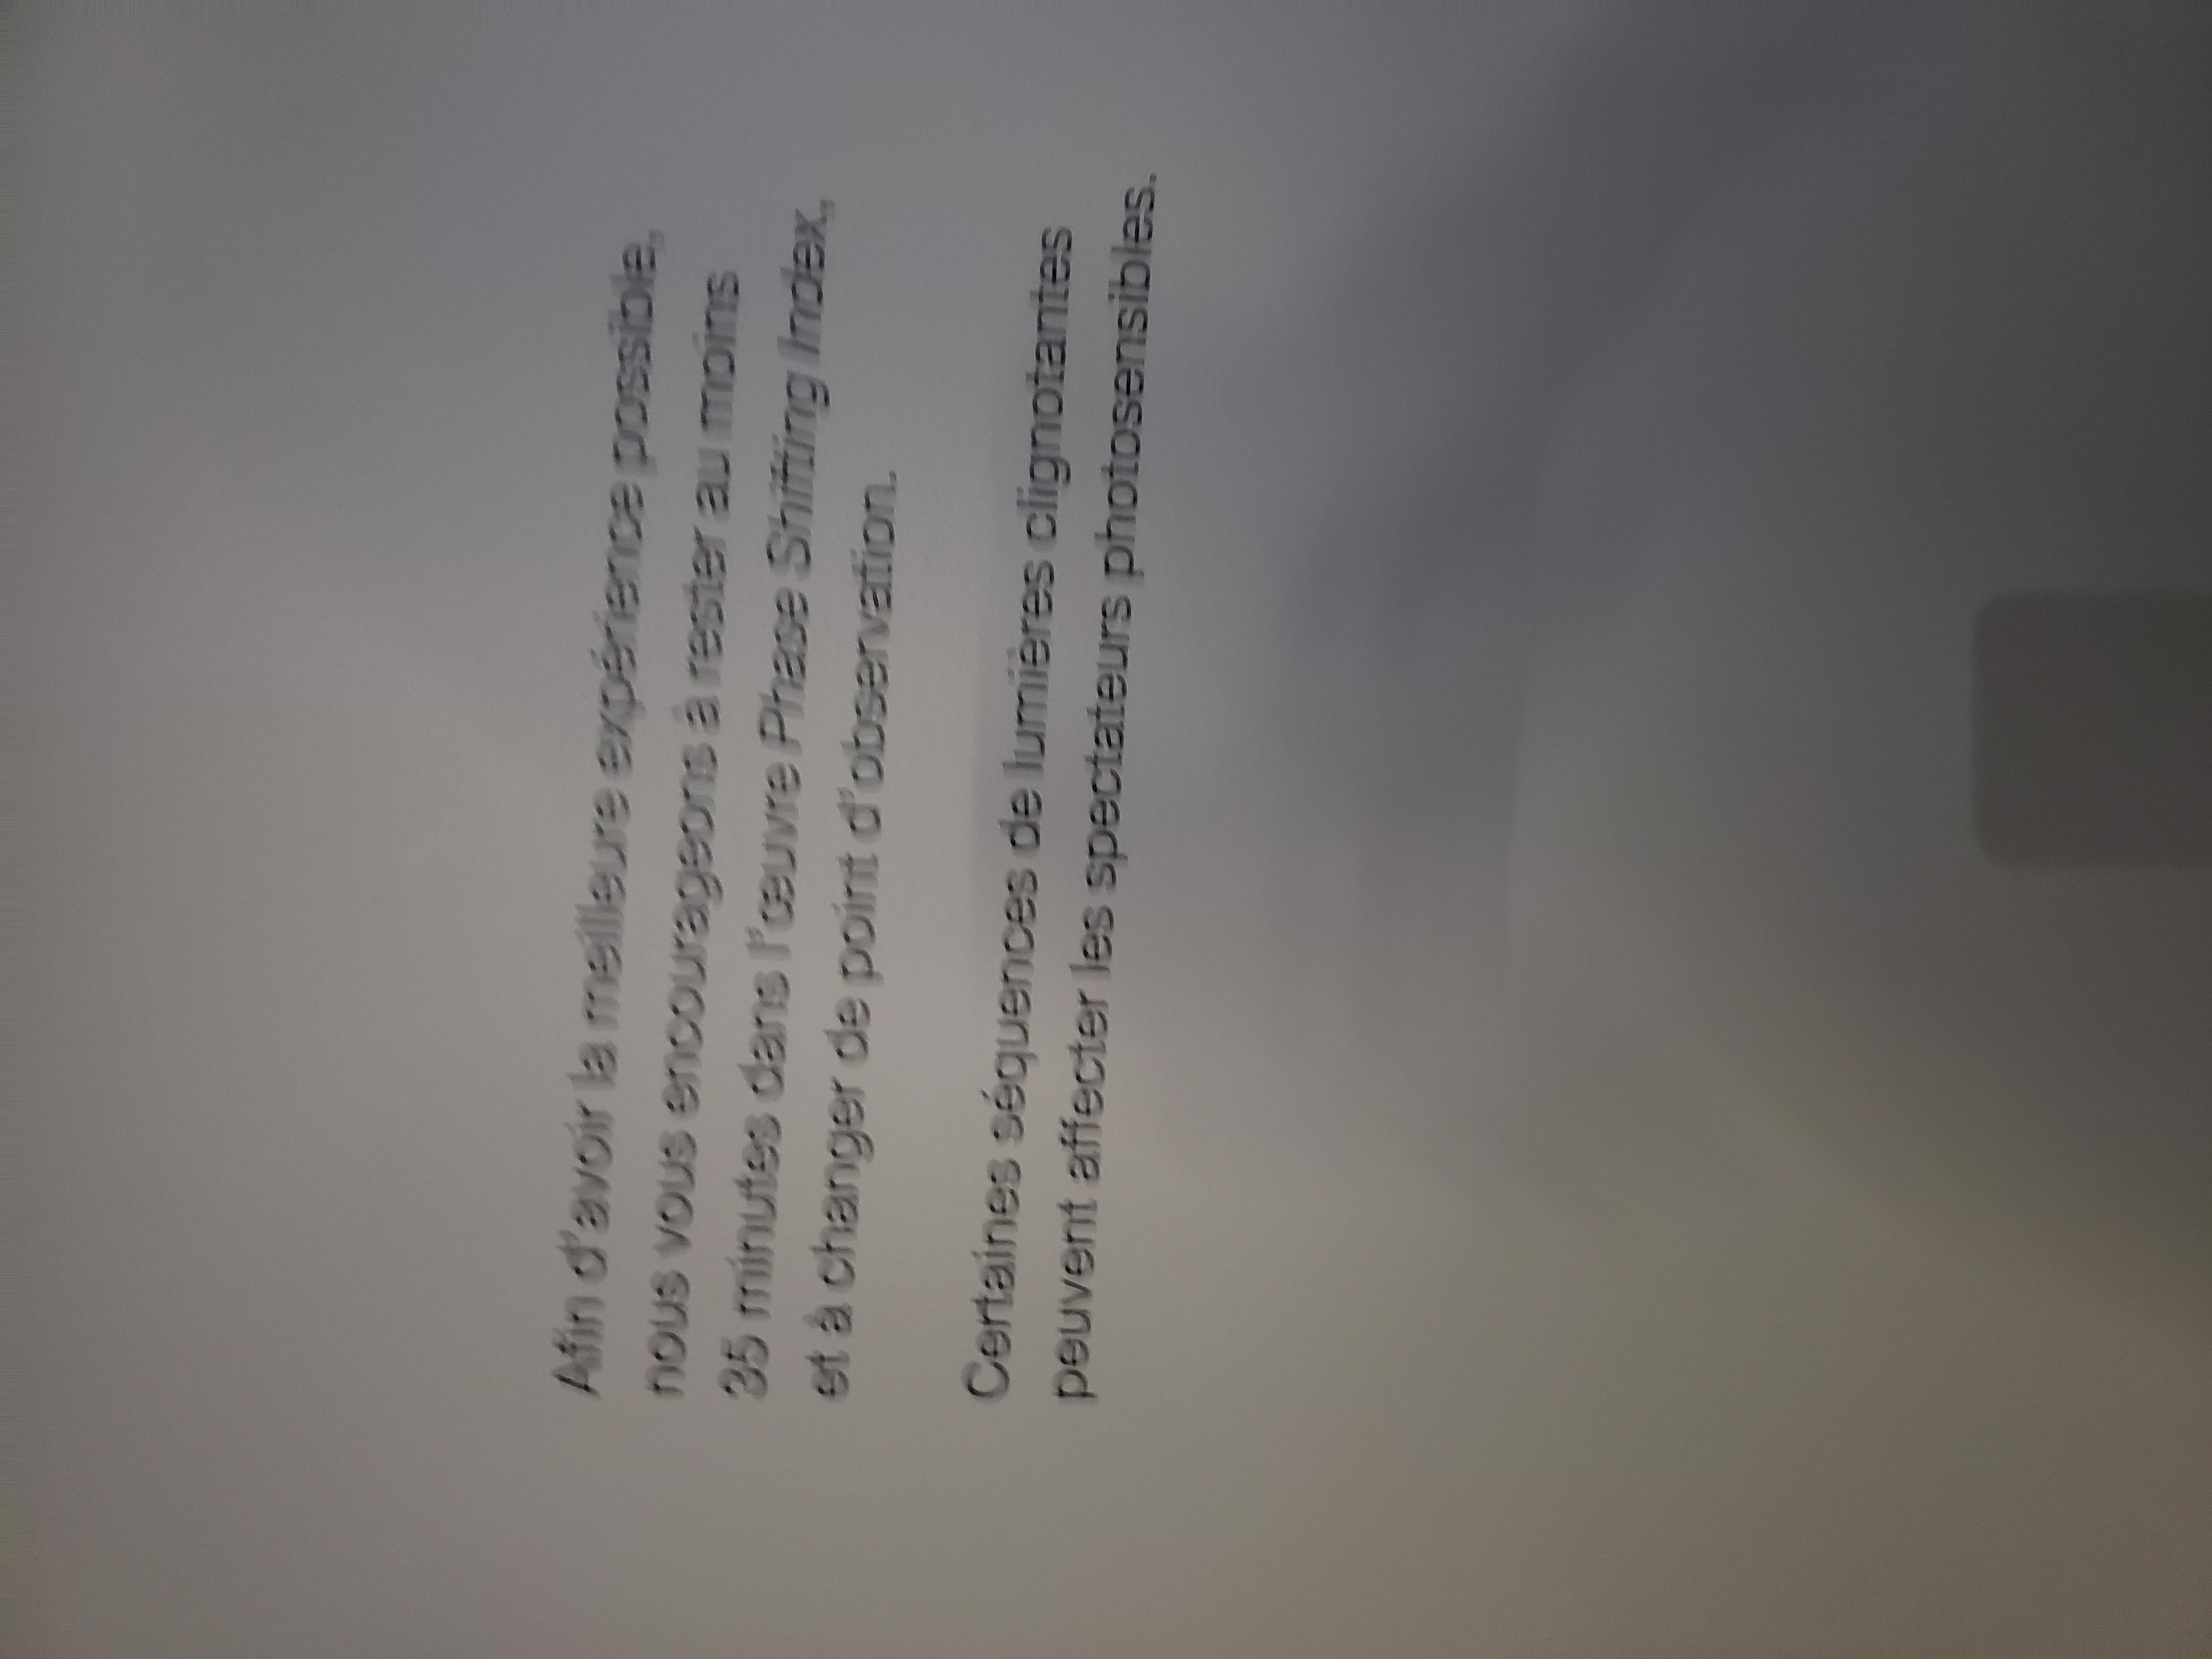 Afin d'avoir la meilleure expérience possible,
nous vous encourageons à rester au moins
35 minutes dans l'œuvre Phase Shifting Index,
et à changer de point d'observation.
Certaines séquences de lumières clignotantes
peuvent affecter les spectateurs photosensibles.